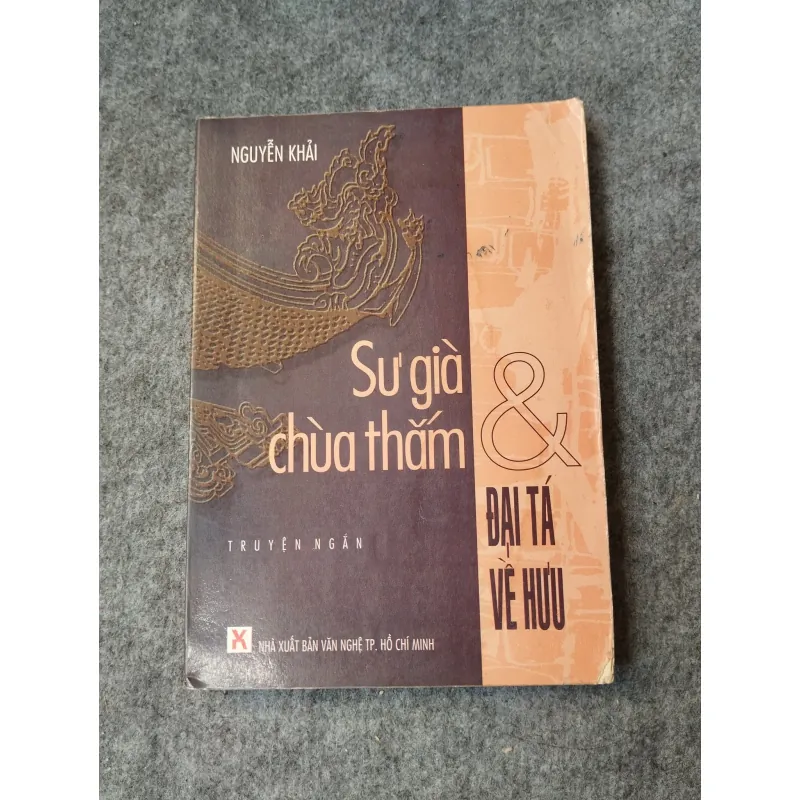 NGUYỄN KHẢI
Sư già
chùa thắm
&
ĐẠI TÁ
VỀ HƯU
TRUYỆN NGẮN
X
NHÀ XUẤT BẢN VĂN NGHỆ TP. HỒ CHÍ MINH